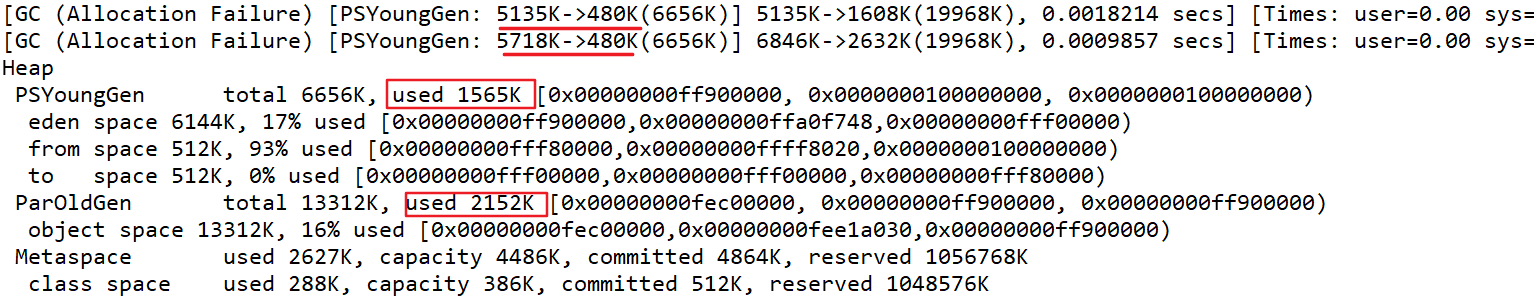 [GC (Allocation Failure) [PSYoungGen: 5135K->480K(6656K)] 5135K->1608K(19968K), 0.0018214 secs] [Times: user=0.00 sys=
[GC (Allocation Failure) [PSYoungGen: 5718K->480K(6656K)] 6846K->2632K(19968K), 0.0009857 secs] [Times: user=0.00 sys=
Heap
 PSYoungGen      total 6656K, used 1565K [0x00000000ff900000, 0x0000000100000000, 0x0000000100000000)
  eden space 6144K, 17% used [0x00000000ff900000,0x00000000ffa0f748,0x00000000fff00000)
  from space 512K, 93% used [0x00000000fff80000,0x00000000ffff8020,0x0000000100000000)
  to   space 512K, 0% used [0x00000000fff00000,0x00000000fff00000,0x00000000fff80000)
 ParOldGen       total 13312K, used 2152K [0x00000000fec00000, 0x00000000ff900000, 0x00000000ff900000)
  object space 13312K, 16% used [0x00000000fec00000,0x00000000fee1a030,0x00000000ff900000)
 Metaspace       used 2627K, capacity 4486K, committed 4864K, reserved 1056768K
  class space    used 288K, capacity 386K, committed 512K, reserved 1048576K